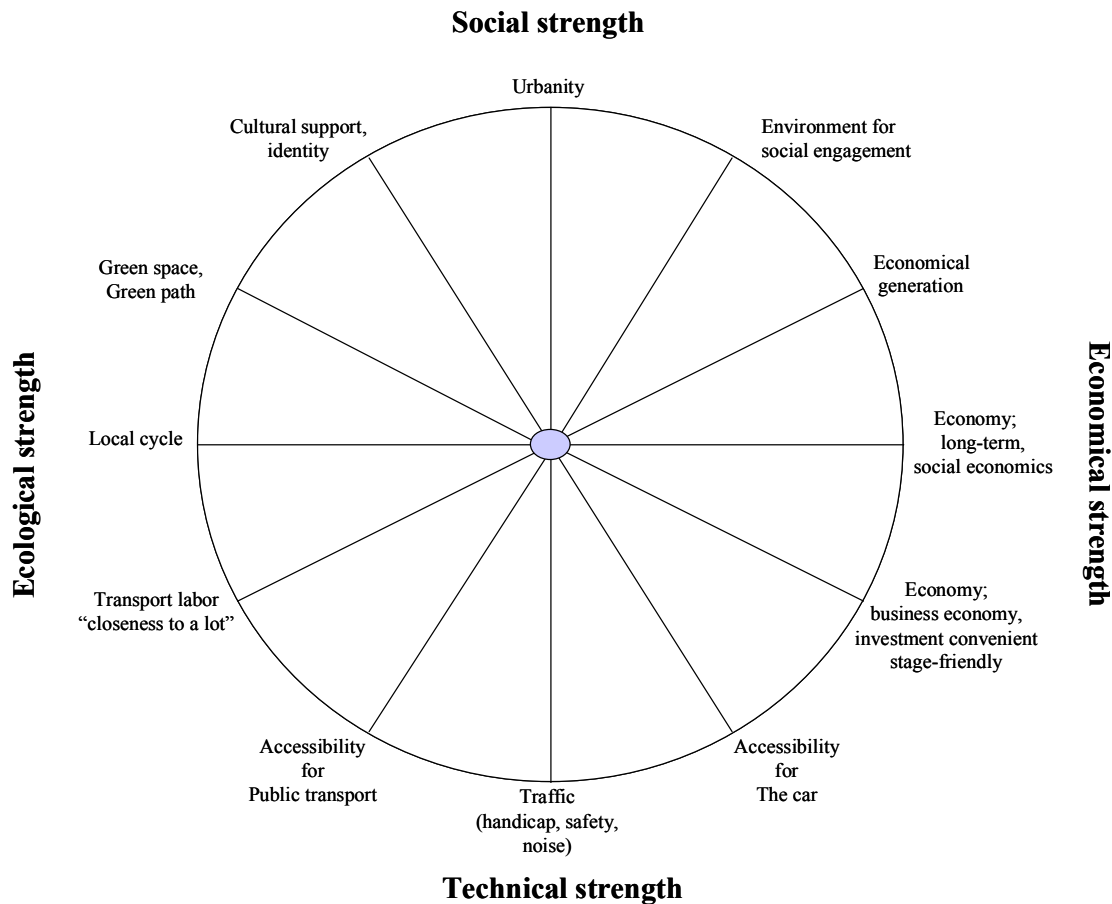 Social strength
Urbanity
Cultural support,
identity
Environment for
social engagement
Green space,
Green path
Economical
generation
Ecological strength
Local cycle
Economy;
long-term,
social economics
Economical strength
Transport labor
“closeness to a lot”
Economy;
business economy,
investment convenient
stage-friendly
Accessibility
for
Public transport
Traffic
(handicap, safety,
noise)
Accessibility
for
The car
Technical strength